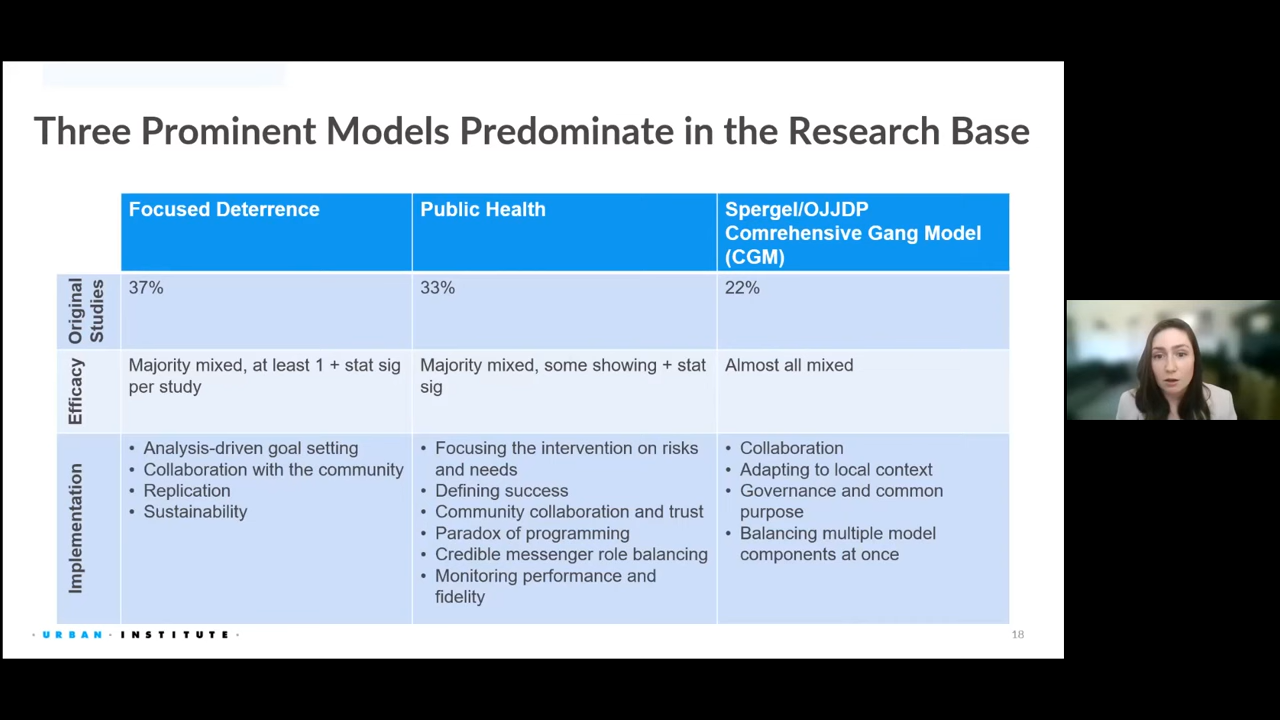 Three Prominent Models Predominate in the Research Base
Focused Deterrence
Public Health
Spergel/OJJDP
Comrehensive Gang Model
(CGM)
Original
Studies
37%
33%
22%
Efficacy
Majority mixed, at least 1 + stat sig
per study
Majority mixed, some showing + stat
sig
Almost all mixed
Implementation
• Analysis-driven goal setting
• Collaboration with the community
• Replication
• Sustainability
• Focusing the intervention on risks
and needs
• Defining success
• Community collaboration and trust
• Paradox of programming
• Credible messenger role balancing
• Monitoring performance and
fidelity
• Collaboration
• Adapting to local context
• Governance and common
purpose
• Balancing multiple model
components at once
· URBAN · INSTITUTE ·
18